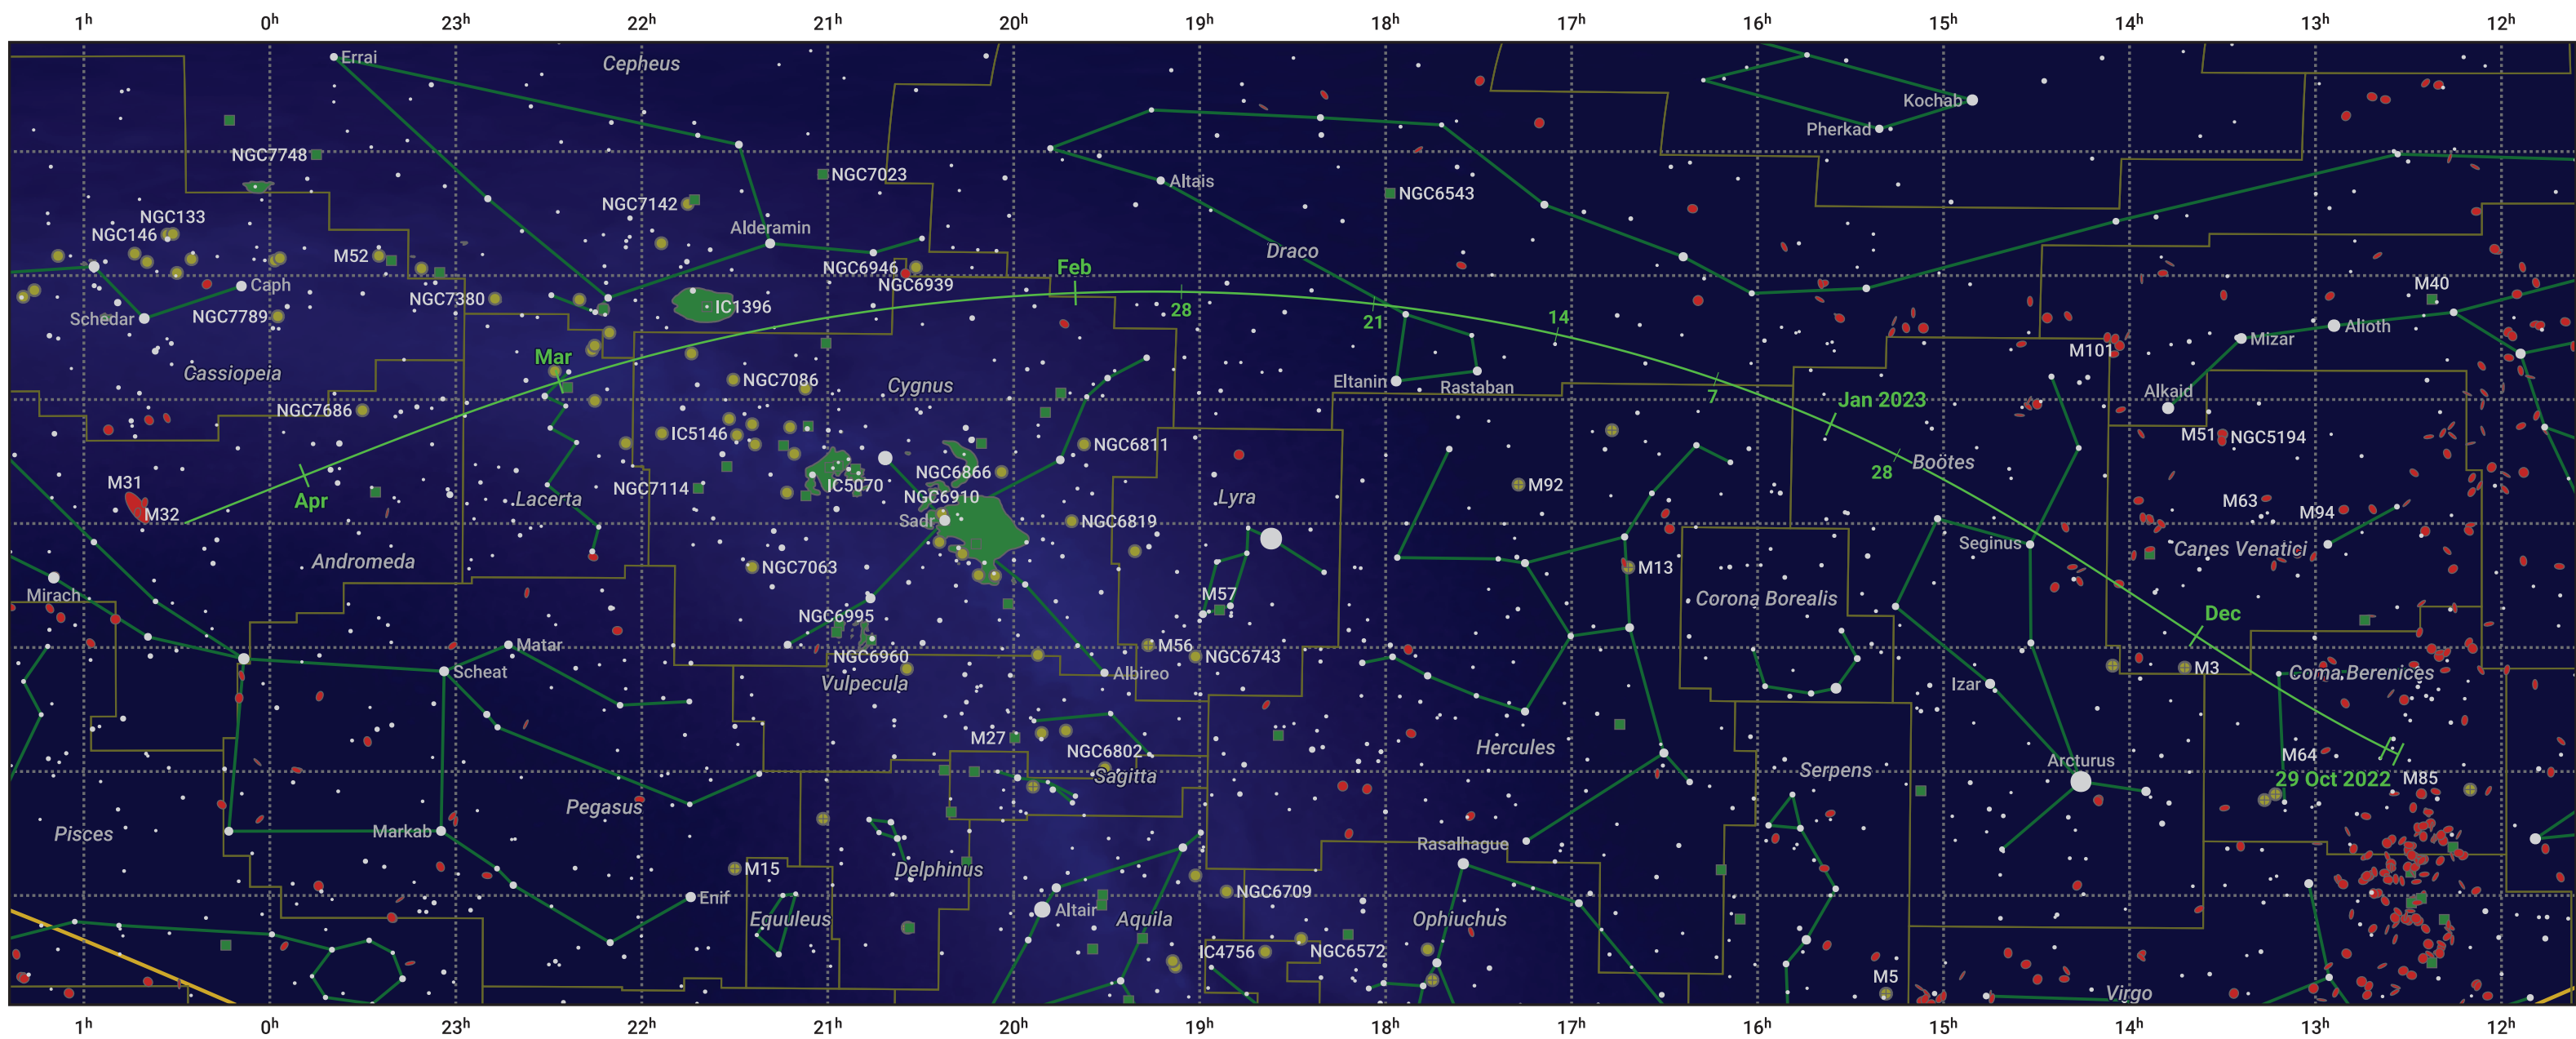 1h 0h 23h 22h 21h 20h 19h 18h 17h 16h 15h 14h 13h 12h
Errai
Cepheus
Kochab
Pherkad
NGC7748
NGC7023
Altais
NGC6543
NGC7142
NGC133
NGC146
Alderamin
Draco
M52
NGC6946
Feb
NGC6939
Caph
M40
NGC7380
IC1396
28
Schedar
NGC7789
21
14
Alioth
Mizar
M101
Mar
Cassiopeia
NGC7086
Cygnus
Eltanin
Rastaban
7
Jan 2023
Alkaid
NGC7686
IC5146
NGC6811
M51
NGC5194
Boötes
28
NGC6866
M31
IC5070
M92
NGC7114
NGC6910
Lyra
Apr
Lacerta
M63
M32
Sadr
NGC6819
M94
Seginus
Canes Venatici
Andromeda
NGC7063
M13
Mirach
M57
Corona Borealis
NGC6995
Dec
Matar
M56
NGC6960
NGC6743
Scheat
Albireo
M3
Coma Berenices
Vulpecula
Izar
M27
NGC6802
Hercules
M64
Arcturus
Sagitta
Serpens
29 Oct 2022
M85
Pegasus
Pisces
Markab
Rasalhague
M15
Delphinus
NGC6709
Enif
Altair
Equuleus
Aquila
Ophiuchus
IC4756
NGC6572
M5
Virgo
1h 0h 23h 22h 21h 20h 19h 18h 17h 16h 15h 14h 13h 12h